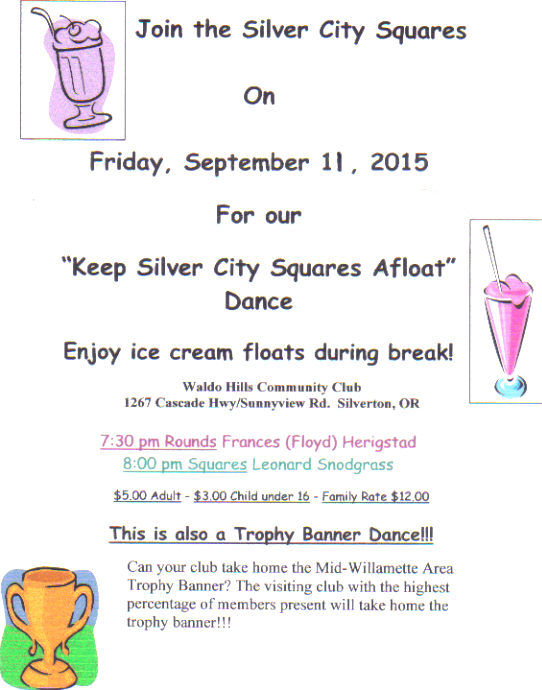 Join the Silver City Squares
On
Friday, September 11, 2015
For our
"Keep Silver City Squares Afloat"
Dance
Enjoy ice cream floats during break!
Waldo Hills Community Club
1267 Cascade Hwy/Sunnyview Rd. Silverton, OR
7:30 pm Rounds Frances (Floyd) Herigstad
8:00 pm Squares Leonard Snodgrass
$5.00 Adult - $3.00 Child under 16 - Family Rate $12.00
This is also a Trophy Banner Dance!!!
Can your club take home the Mid-Willamette Area
Trophy Banner? The visiting club with the highest
percentage of members present will take home the
trophy banner!!!